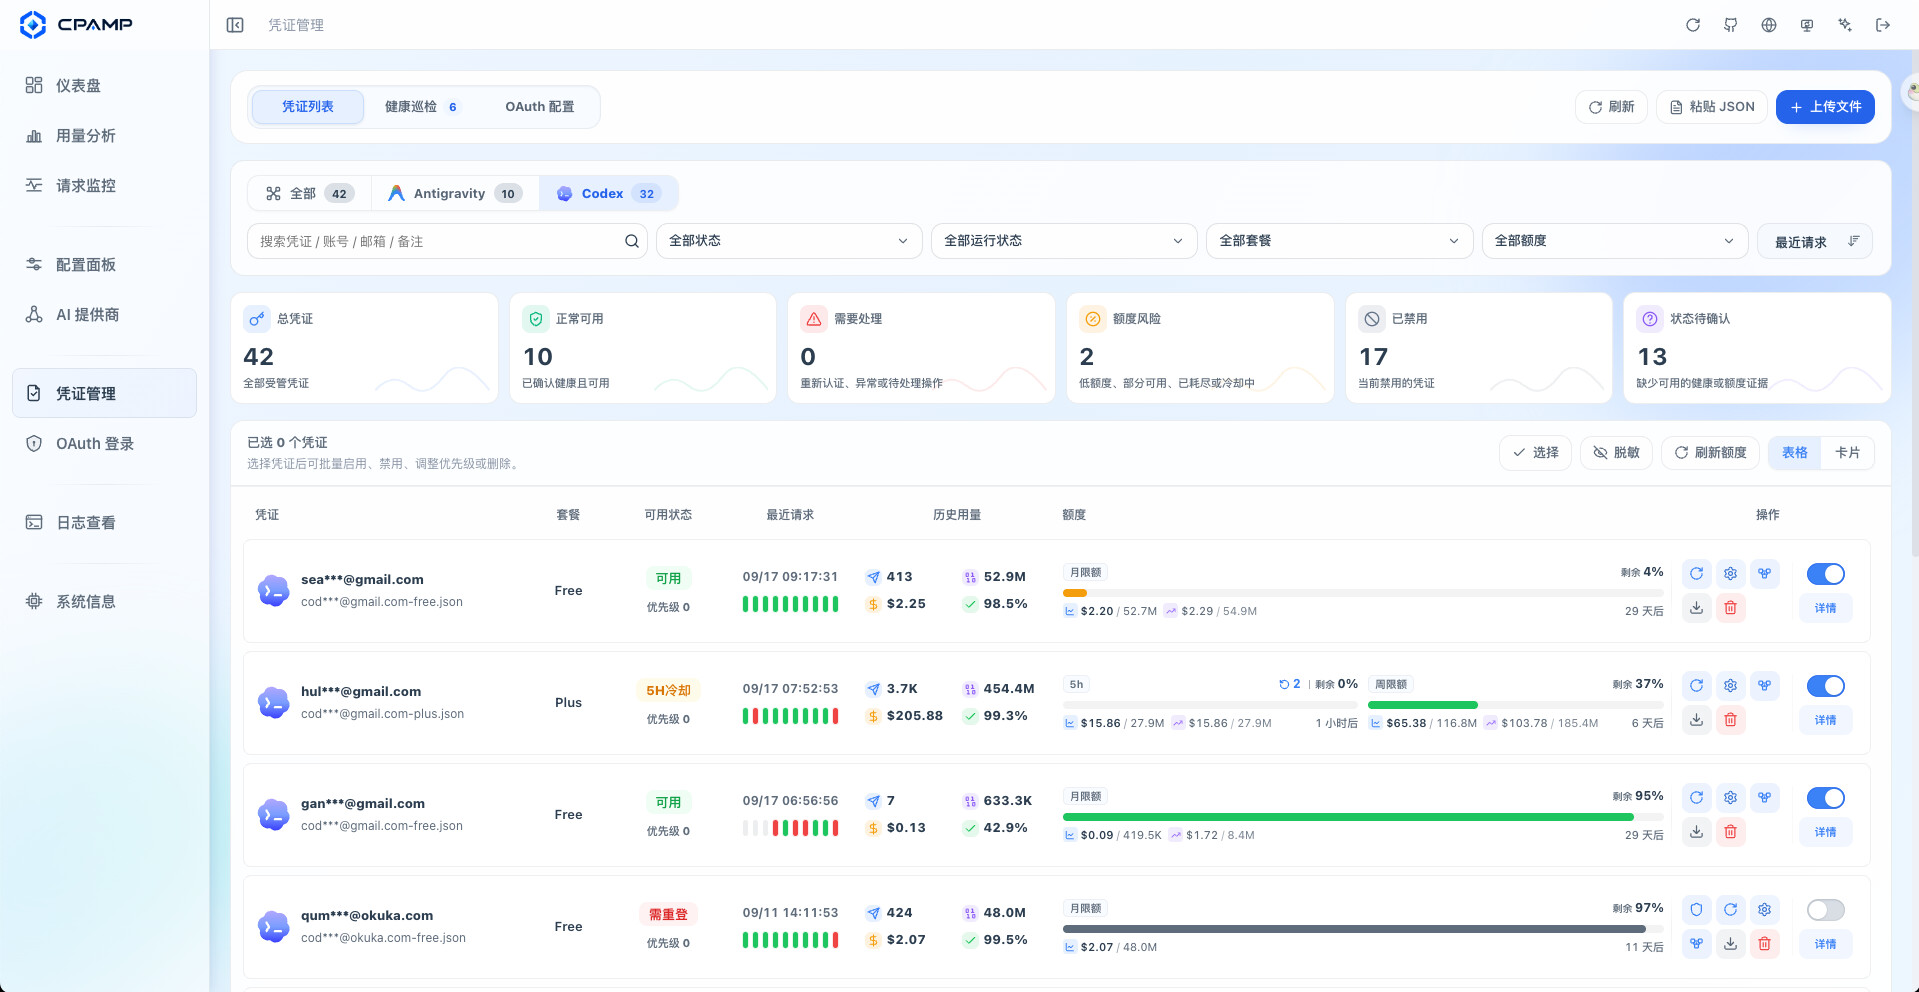 CPAMP
凭证管理
仪表盘
用量分析
请求监控
配置面板
AI 提供商
凭证管理
OAuth 登录
日志查看
系统信息
凭证列表
健康巡检 6
OAuth 配置
刷新
粘贴 JSON
+ 上传文件
全部 42
Antigravity 10
Codex 32
搜索凭证 / 账号 / 邮箱 / 备注
全部状态
全部运行状态
全部套餐
全部额度
最近请求
总凭证
42
全部受管凭证
正常可用
10
已确认健康且可用
需要处理
0
重新认证、异常或待处理操作
额度风险
2
低额度、部分可用、已耗尽或冷却中
已禁用
17
当前禁用的凭证
状态待确认
13
缺少可用的健康或额度证据
已选 0 个凭证
选择凭证后可批量启用、禁用、调整优先级或删除。
选择
脱敏
刷新额度
表格
卡片
凭证 套餐 可用状态 最近请求 历史用量 额度 操作
sea***@gmail.com
cod***@gmail.com-free.json
Free
可用
优先级 0
09/17 09:17:31
413
52.9M
$2.25
98.5%
月限额
剩余 4%
$2.20 / 52.7M $2.29 / 54.9M
29 天后
详情
hul***@gmail.com
cod***@gmail.com-plus.json
Plus
5H冷却
优先级 0
09/17 07:52:53
3.7K
454.4M
$205.88
99.3%
5h
2 | 剩余 0%
$15.86 / 27.9M $15.86 / 27.9M
1 小时后
周限额
剩余 37%
$65.38 / 116.8M $103.78 / 185.4M
6 天后
详情
gan***@gmail.com
cod***@gmail.com-free.json
Free
可用
优先级 0
09/17 06:56:56
7
633.3K
$0.13
42.9%
月限额
剩余 95%
$0.09 / 419.5K $1.72 / 8.4M
29 天后
详情
qum***@okuka.com
cod***@okuka.com-free.json
Free
需重登
优先级 0
09/11 14:11:53
424
48.0M
$2.07
99.5%
月限额
剩余 97%
$2.07 / 48.0M
11 天后
详情